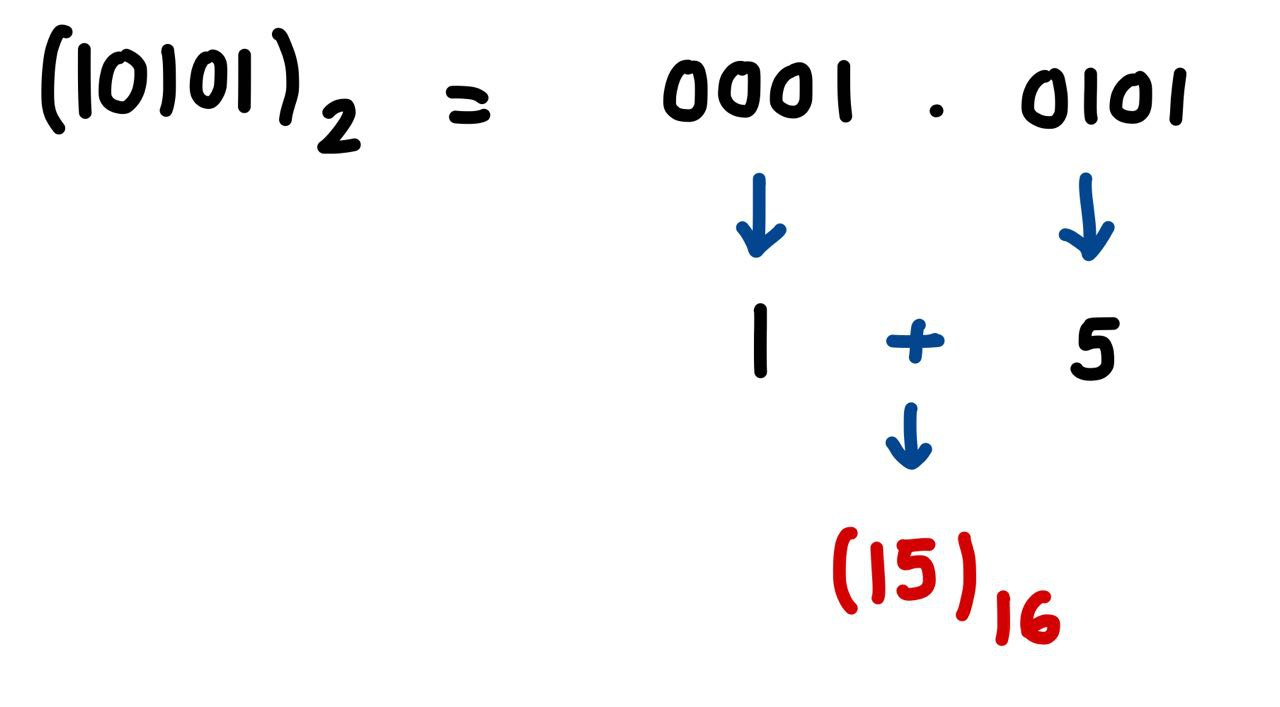 (10101)2 = 0001 . 0101
↓ ↓
1 + 5
↓
(15)16